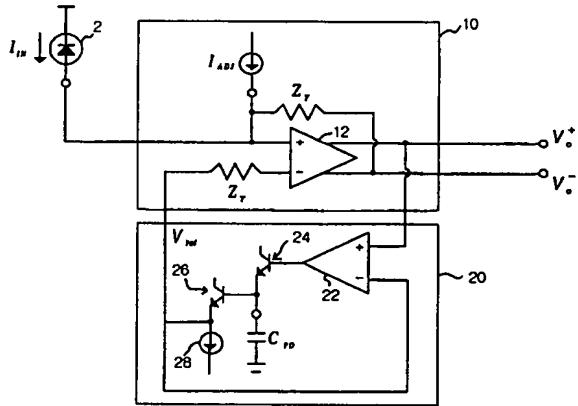 2
10
I_IN
I_ADJ
Z_T
12
+
−
Z_T
V_o^+
V_o^-
V_ref
24
26
+
−
22
20
28
C_PD